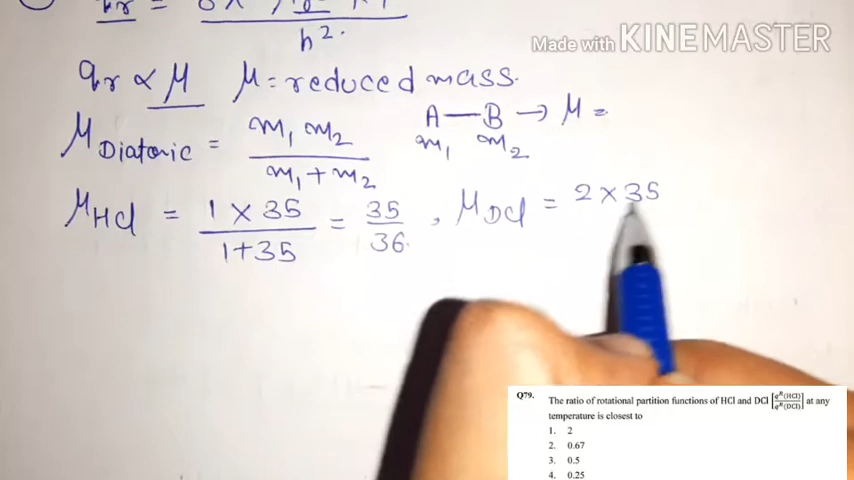 h².
Made with KINEMASTER
qr ∝ μ μ = reduced mass.
A — B → μ =
m₁ m₂
μDiatomic = m₁ m₂ / m₁ + m₂
μHCl = 1 × 35 / 1+35 = 35 / 36. , μDCl = 2 × 35
Q79. The ratio of rotational partition functions of HCl and DCl [qᴿ(HCl)/qᴿ(DCl)] at any
temperature is closest to
1. 2
2. 0.67
3. 0.5
4. 0.25